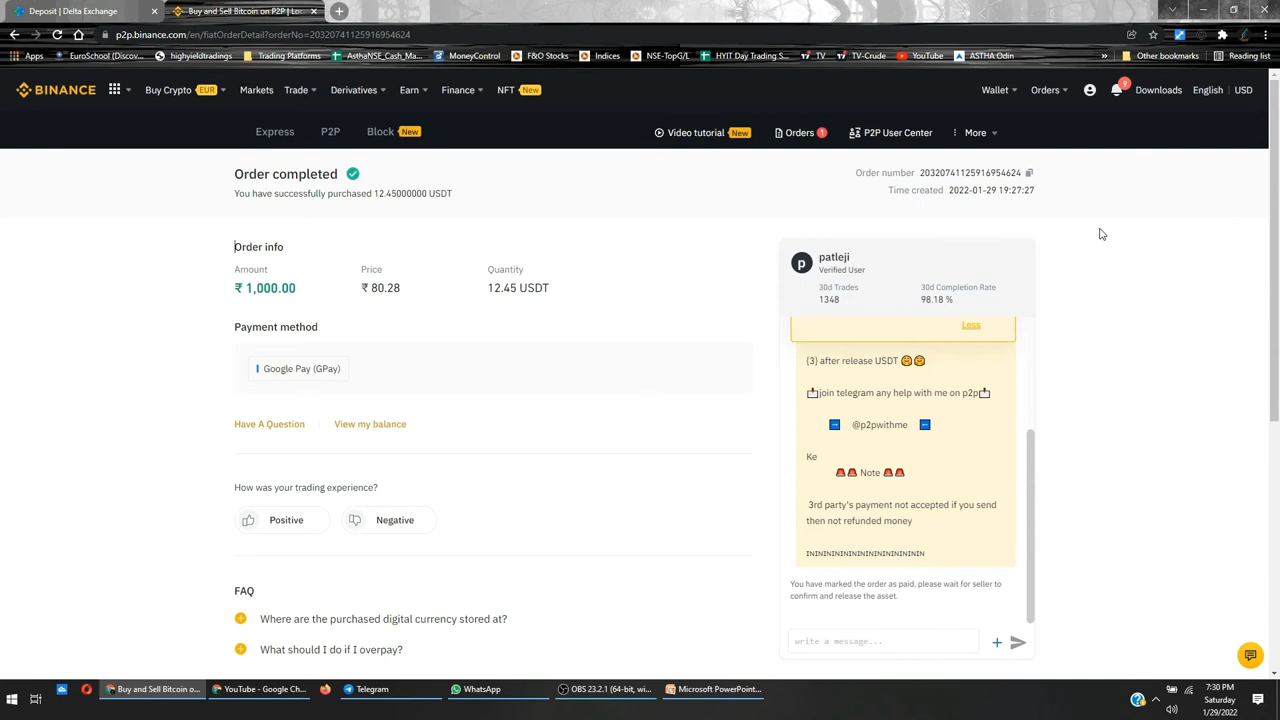 Deposit | Delta Exchange
Buy and Sell Bitcoin on P2P | Loc
p2p.binance.com/en/fiatOrderDetail?orderNo=20320741125916954624
Apps
EuroSchool (Discov...
AsthaNSE_Cash_Ma...
highyieldtradings
Trading Platforms
MoneyControl
F&O Stocks
Indices
NSE-TopG/L
HYIT Day Trading S...
TV
TV-Crude
YouTube
ASTHA Odin
»
Other bookmarks
Reading list
BINANCE
Buy Crypto EUR
Markets
Trade
Derivatives
Earn
Finance
NFT New
Wallet
Orders
9
Downloads
English
USD
Express
P2P
Block New
Video tutorial New
Orders 1
P2P User Center
More
Order completed
You have successfully purchased 12.45000000 USDT
Order number 20320741125916954624
Time created 2022-01-29 19:27:27
Order info
Amount
Price
Quantity
₹ 1,000.00
₹ 80.28
12.45 USDT
Payment method
Google Pay (GPay)
Have A Question
View my balance
How was your trading experience?
Positive
Negative
FAQ
Where are the purchased digital currency stored at?
What should I do if I overpay?
p
patleji
Verified User
30d Trades
30d Completion Rate
1348
98.18 %
Less
{3} after release USDT
join telegram any help with me on p2p
@p2pwithme
Ke
Note
3rd party's payment not accepted if you send
then not refunded money
ININININININININININININ
You have marked the order as paid, please wait for seller to
confirm and release the asset.
write a message...
Buy and Sell Bitcoin o...
YouTube - Google Ch...
Telegram
WhatsApp
OBS 23.2.1 (64-bit, wi...
Microsoft PowerPoint...
7:30 PM
Saturday
1/29/2022